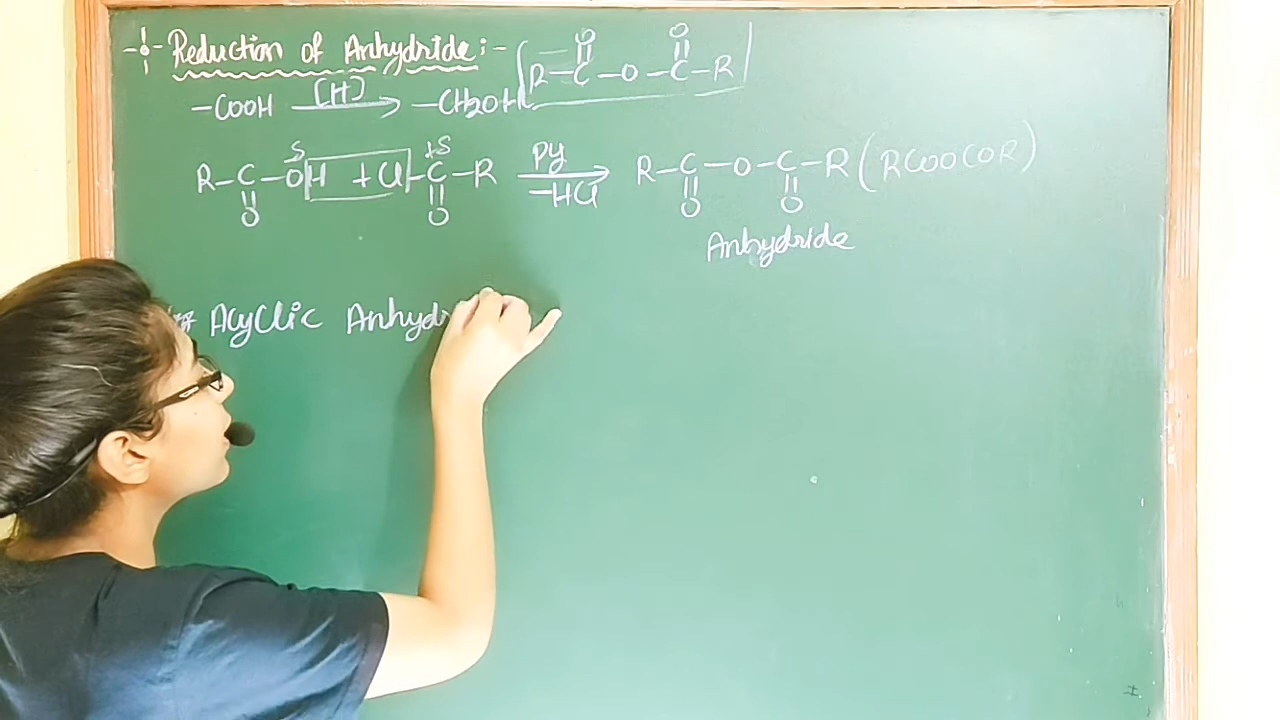 Reduction of Anhydride :-
O O
R-C-O-C-R
-COOH [H] → -CH2OH
S +S
R-C-OH + Cl-C-R Py → -HCl R-C-O-C-R (RCOOCOR)
O O O O
Anhydride
# Acyclic Anhyd